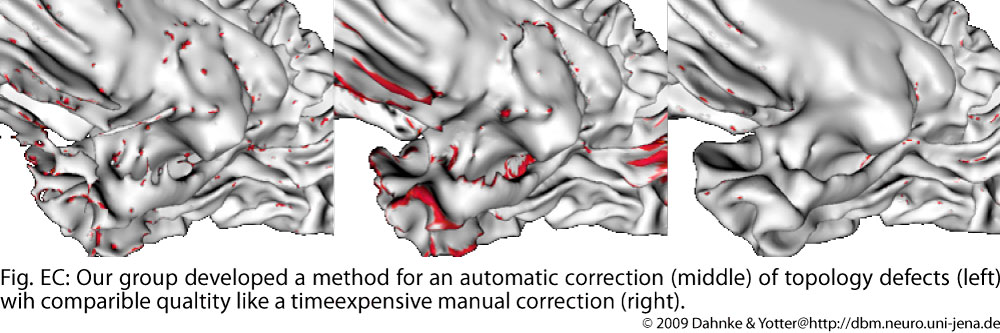 Fig. EC: Our group developed a method for an automatic correction (middle) of topology defects (left)
wih comparible qualtity like a timeexpensive manual correction (right).
© 2009 Dahnke & Yotter@http://dbm.neuro.uni-jena.de